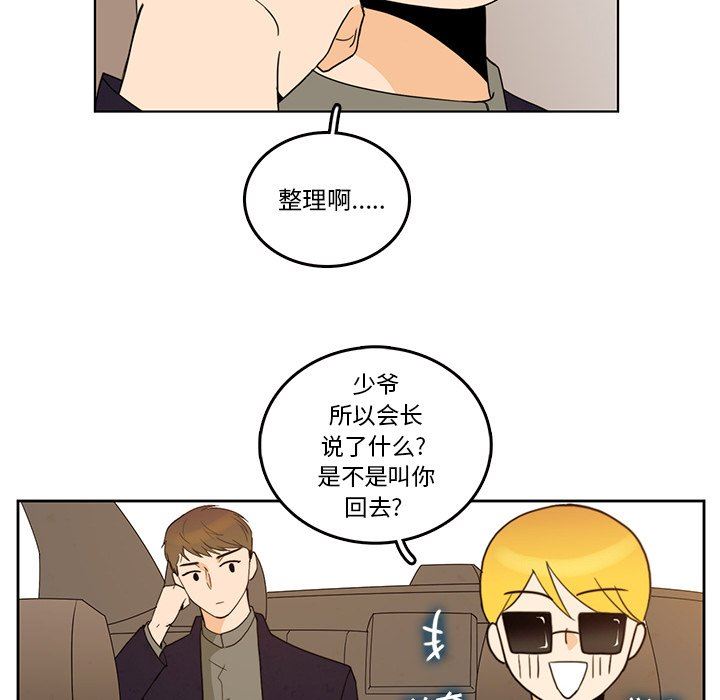 整理啊.....
少爷
所以会长
说了什么?
是不是叫你
回去?